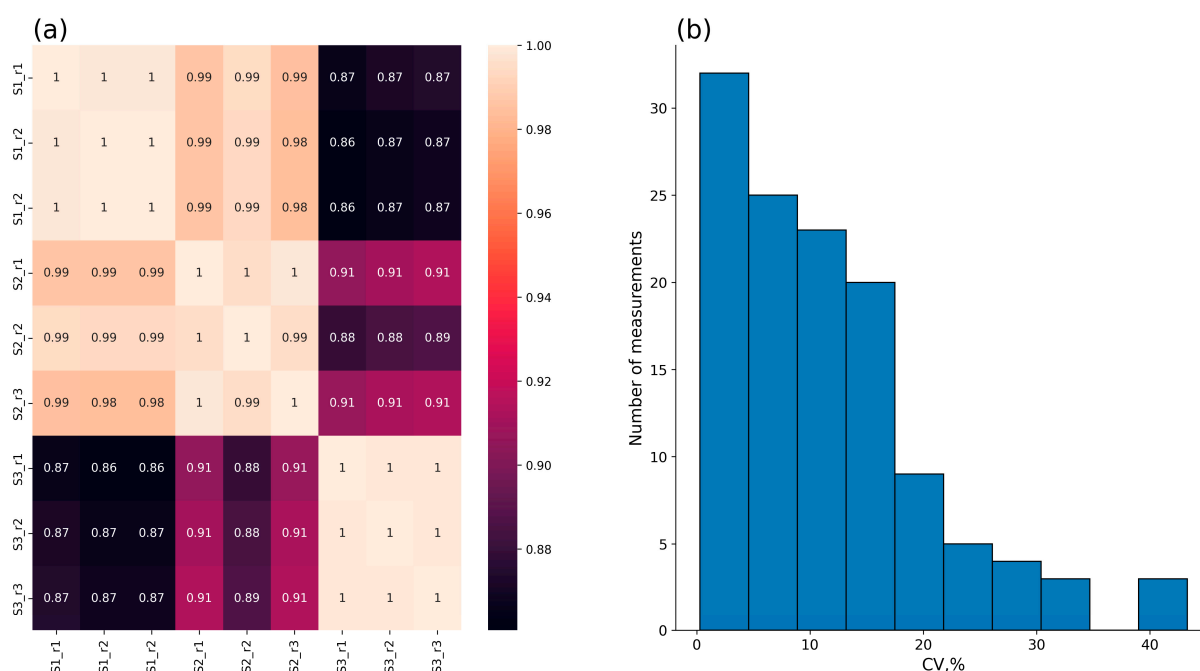 (a)
S1_r1 1 1 1 0.99 0.99 0.99 0.87 0.87 0.87
S1_r2 1 1 1 0.99 0.99 0.98 0.86 0.87 0.87
S1_r2 1 1 1 0.99 0.99 0.98 0.86 0.87 0.87
S2_r1 0.99 0.99 0.99 1 1 1 0.91 0.91 0.91
S2_r2 0.99 0.99 0.99 1 1 0.99 0.88 0.88 0.89
S2_r3 0.99 0.98 0.98 1 0.99 1 0.91 0.91 0.91
S3_r1 0.87 0.86 0.86 0.91 0.88 0.91 1 1 1
S3_r2 0.87 0.87 0.87 0.91 0.88 0.91 1 1 1
S3_r3 0.87 0.87 0.87 0.91 0.89 0.91 1 1 1
S1_r1 S1_r2 S1_r2 S2_r1 S2_r2 S2_r3 S3_r1 S3_r2 S3_r3
1.00
0.98
0.96
0.94
0.92
0.90
0.88
(b)
Number of measurements
30
25
20
15
10
5
0
0 10 20 30 40
CV,%